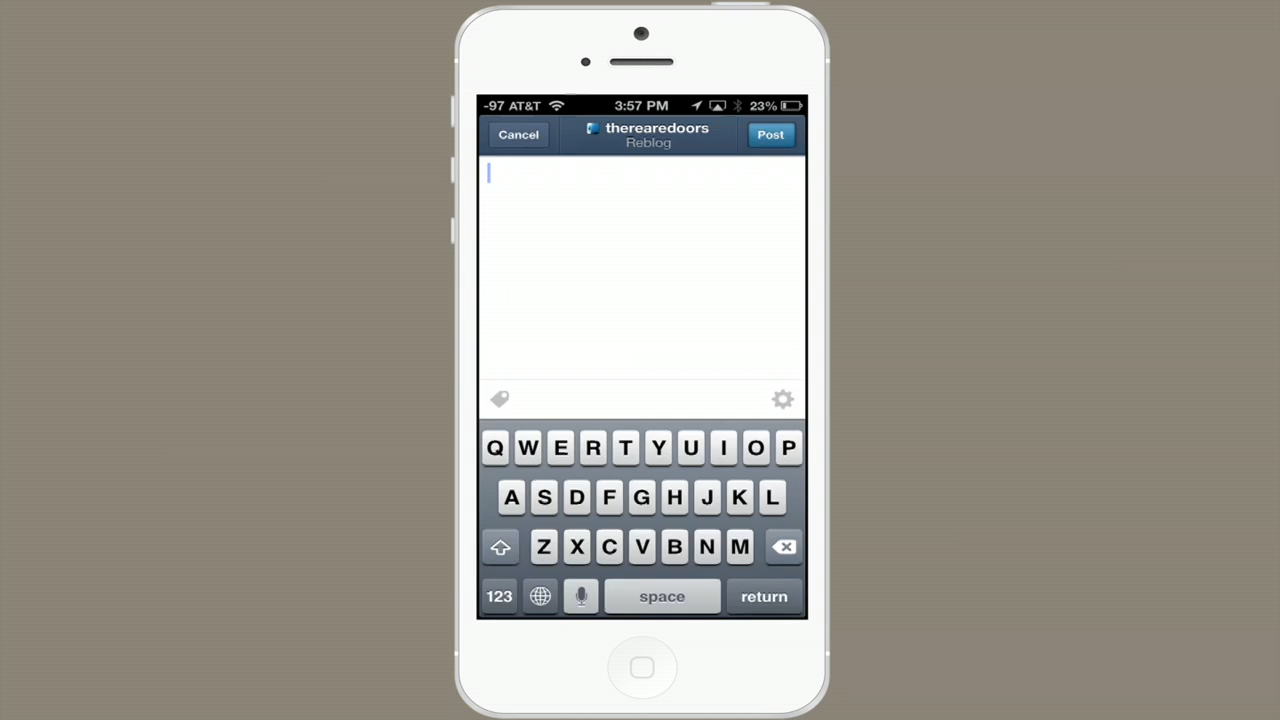 -97 AT&T 3:57 PM 23%
Cancel therearedoors Post
Reblog
Q W E R T Y U I O P
A S D F G H J K L
Z X C V B N M
123 space return